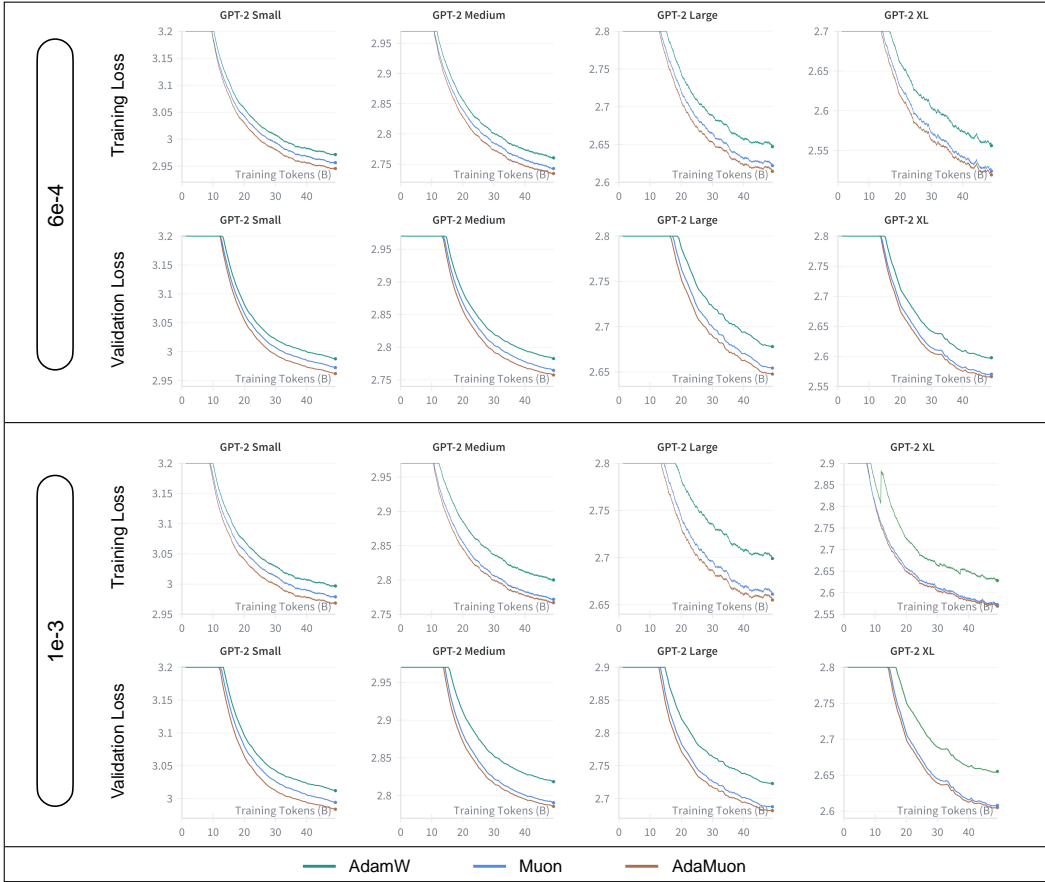 GPT-2 Small GPT-2 Medium GPT-2 Large GPT-2 XL
6e-4
Training Loss
3.2 3.15 3.1 3.05 3 2.95
Training Tokens (B)
0 10 20 30 40
2.95 2.9 2.85 2.8 2.75
Training Tokens (B)
0 10 20 30 40
2.8 2.75 2.7 2.65 2.6
Training Tokens (B)
0 10 20 30 40
2.7 2.65 2.6 2.55
Training Tokens (B)
10 20 30 40
GPT-2 Small GPT-2 Medium GPT-2 Large GPT-2 XL
Validation Loss
3.2 3.15 3.1 3.05 3 2.95
Training Tokens (B)
0 10 20 30 40
2.95 2.9 2.85 2.8 2.75
Training Tokens (B)
0 10 20 30 40
2.8 2.75 2.7 2.65
Training Tokens (B)
0 10 20 30 40
2.8 2.75 2.7 2.65 2.6 2.55
Training Tokens (B)
0 10 20 30 40
GPT-2 Small GPT-2 Medium GPT-2 Large GPT-2 XL
1e-3
Training Loss
3.2 3.15 3.1 3.05 3 2.95
Training Tokens (B)
0 10 20 30 40
2.95 2.9 2.85 2.8 2.75
Training Tokens (B)
0 10 20 30 40
2.8 2.75 2.7 2.65
Training Tokens (B)
0 10 20 30 40
2.9 2.85 2.8 2.75 2.7 2.65 2.6 2.55
Training Tokens (B)
0 10 20 30 40
GPT-2 Small GPT-2 Medium GPT-2 Large GPT-2 XL
Validation Loss
3.2 3.15 3.1 3.05 3
Training Tokens (B)
0 10 20 30 40
2.95 2.9 2.85 2.8
Training Tokens (B)
0 10 20 30 40
2.9 2.85 2.8 2.75 2.7
Training Tokens (B)
0 10 20 30 40
2.8 2.75 2.7 2.65 2.6
Training Tokens (B)
0 10 20 30 40
AdamW Muon AdaMuon